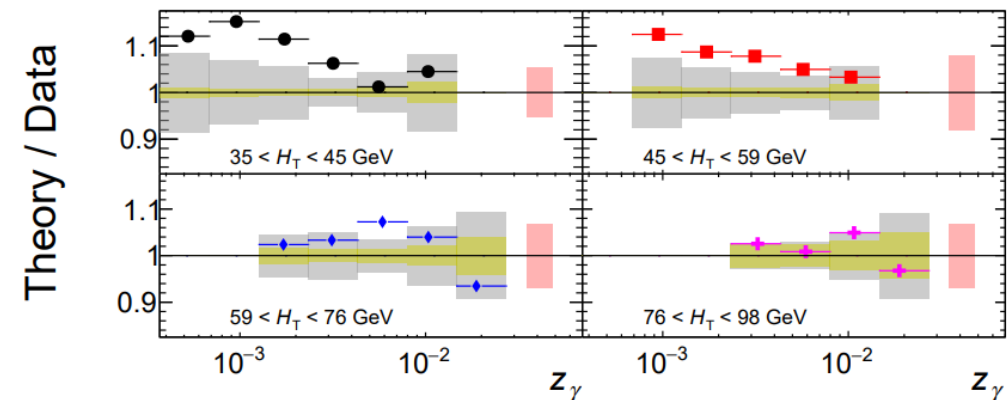 Theory / Data
1.1
1
0.9
35 < H_T < 45 GeV
45 < H_T < 59 GeV
1.1
1
0.9
59 < H_T < 76 GeV
76 < H_T < 98 GeV
10⁻³ 10⁻² 10⁻³ 10⁻²
z_γ z_γ